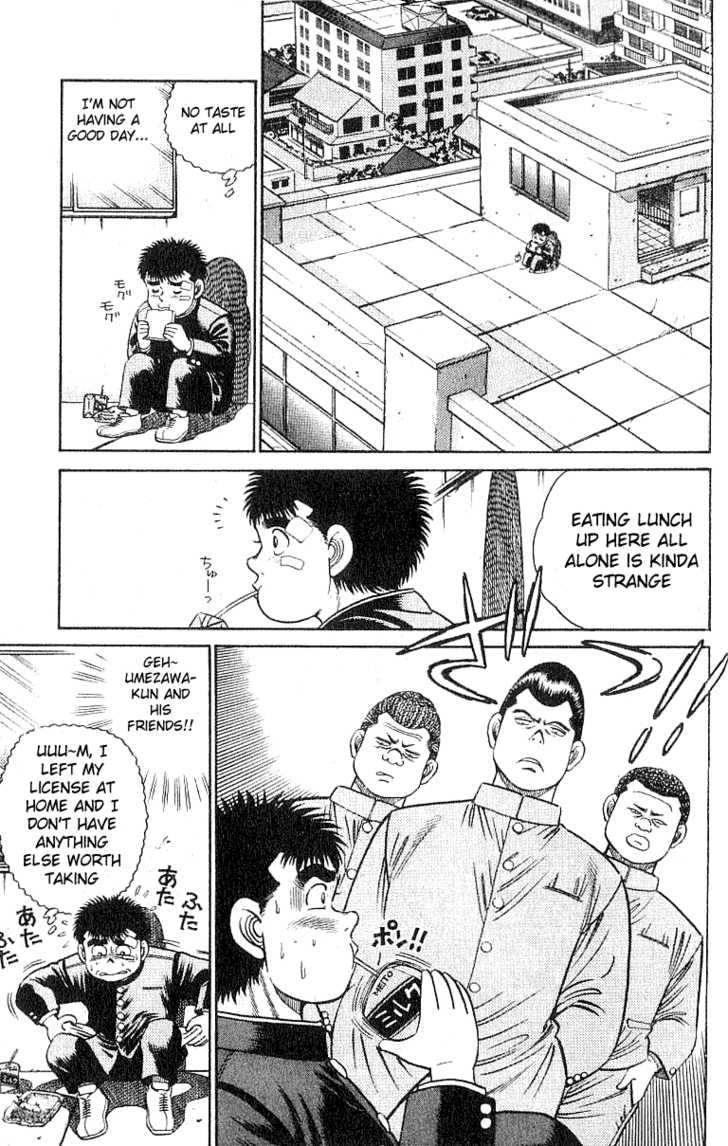 NO TASTE
AT ALL
I'M NOT
HAVING A
GOOD DAY...
モグ
モグ
EATING LUNCH
UP HERE ALL
ALONE IS KINDA
STRANGE
ちゅーっ
GEH~
UMEZAWA-
KUN AND
HIS
FRIENDS!!
ポン!!
MEITO
ミルク
UUU~M, I
LEFT MY
LICENSE AT
HOME AND I
DON'T HAVE
ANYTHING
ELSE WORTH
TAKING
あた
ふた
あた
ふた